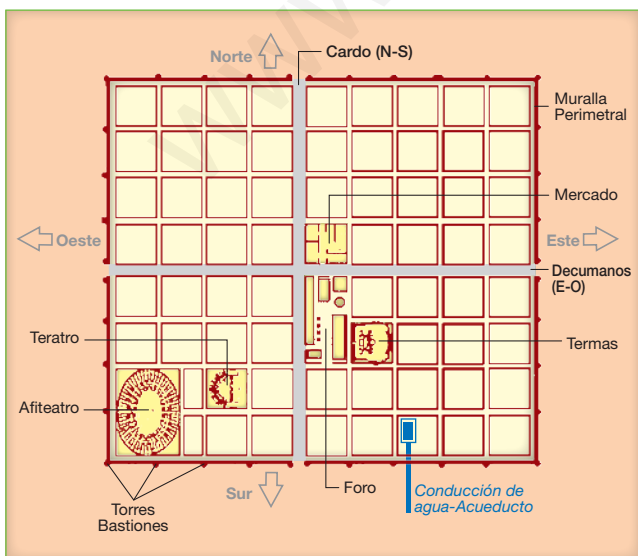 Norte
Cardo (N-S)
Muralla
Perimetral
Mercado
Oeste
Este
Decumanos
(E-O)
Teratro
Termas
Afiteatro
Sur
Foro
Torres
Bastiones
Conducción de
agua-Acueducto